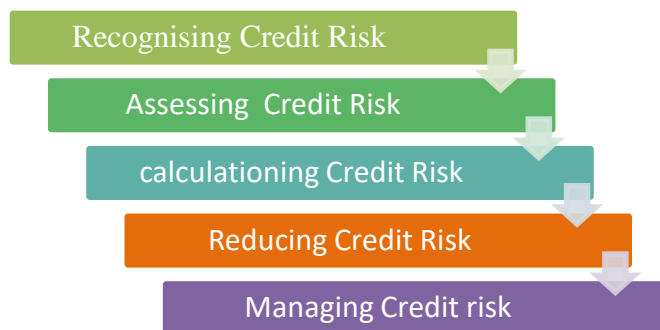 Recognising Credit Risk
Assessing Credit Risk
calculationing Credit Risk
Reducing Credit Risk
Managing Credit risk